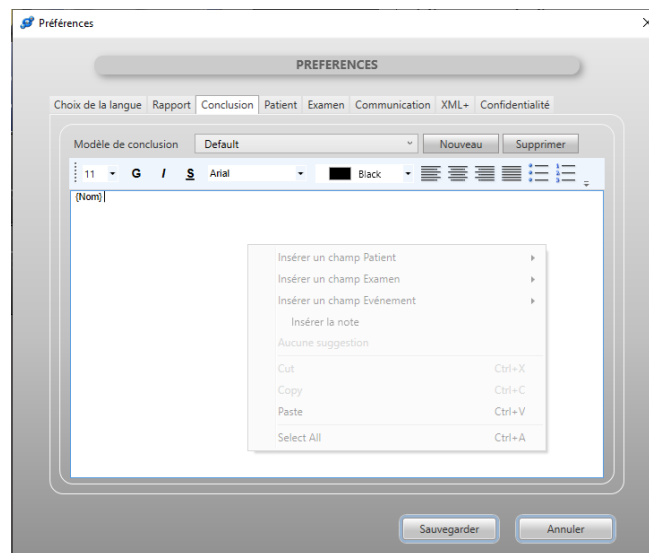 Préférences
PREFERENCES
Choix de la langue Rapport Conclusion Patient Examen Communication XML+ Confidentialité
Modèle de conclusion Default Nouveau Supprimer
11 G I S Arial Black
{Nom}
Insérer un champ Patient
Insérer un champ Examen
Insérer un champ Evénement
Insérer la note
Aucune suggestion
Cut Ctrl+X
Copy Ctrl+C
Paste Ctrl+V
Select All Ctrl+A
Sauvegarder Annuler